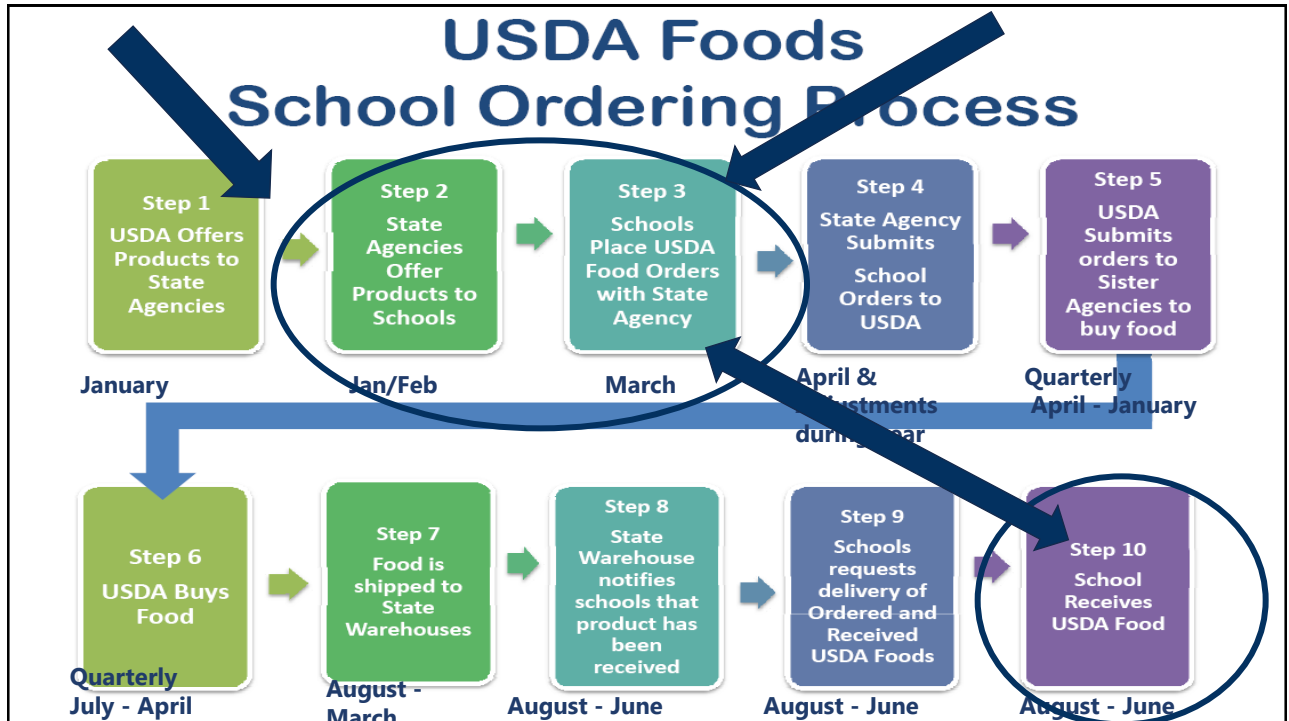 USDA Foods
School Ordering Process
Step 1
USDA Offers
Products to
State
Agencies
January
Step 2
State
Agencies
Offer
Products to
Schools
Jan/Feb
Step 3
Schools
Place USDA
Food Orders
with State
Agency
March
Step 4
State Agency
Submits
School
Orders to
USDA
April &
Adjustments
during year
Step 5
USDA
Submits
orders to
Sister
Agencies to
buy food
Quarterly
April - January
Step 6
USDA Buys
Food
Quarterly
July - April
Step 7
Food is
shipped to
State
Warehouses
August -
March
Step 8
State
Warehouse
notifies
schools that
product has
been
received
August - June
Step 9
Schools
requests
delivery of
Ordered and
Received
USDA Foods
August - June
Step 10
School
Receives
USDA Food
August - June